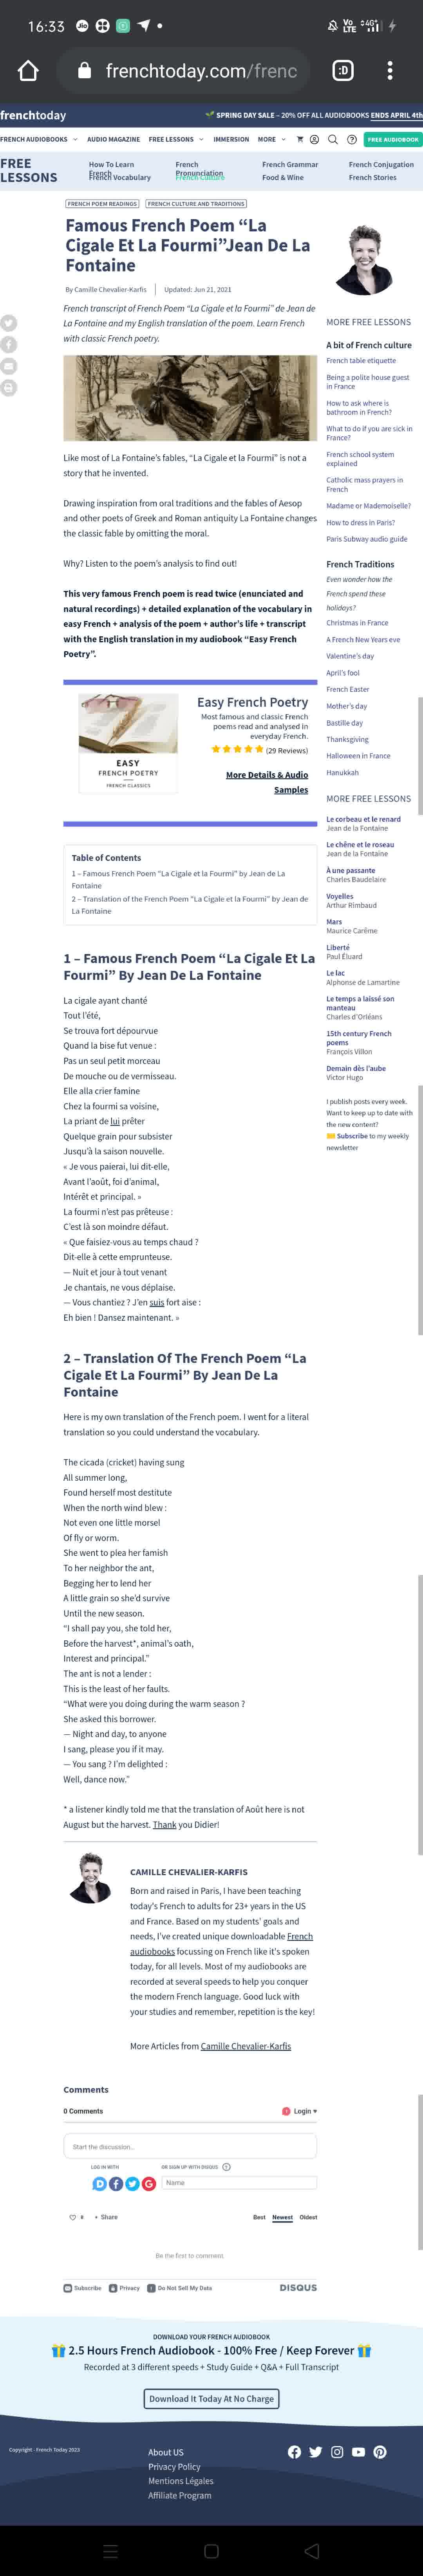 16:33
Jio
Vo LTE
4G+
frenchtoday.com/frenc
:D
frenchtoday
SPRING DAY SALE – 20% OFF ALL AUDIOBOOKS ENDS APRIL 4th
FRENCH AUDIOBOOKS AUDIO MAGAZINE FREE LESSONS IMMERSION MORE FREE AUDIOBOOK
FREE LESSONS
How To Learn French
French Pronunciation
French Grammar
French Conjugation
French Vocabulary
French Culture
Food & Wine
French Stories
FRENCH POEM READINGS FRENCH CULTURE AND TRADITIONS
Famous French Poem “La
Cigale Et La Fourmi”Jean De La
Fontaine
By Camille Chevalier-Karfis Updated: Jun 21, 2021
French transcript of French Poem “La Cigale et la Fourmi” de Jean de
La Fontaine and my English translation of the poem. Learn French
with classic French poetry.
Like most of La Fontaine’s fables, “La Cigale et la Fourmi” is not a
story that he invented.
Drawing inspiration from oral traditions and the fables of Aesop
and other poets of Greek and Roman antiquity La Fontaine changes
the classic fable by omitting the moral.
Why? Listen to the poem’s analysis to find out!
This very famous French poem is read twice (enunciated and
natural recordings) + detailed explanation of the vocabulary in
easy French + analysis of the poem + author’s life + transcript
with the English translation in my audiobook “Easy French
Poetry”.
EASY
FRENCH POETRY
FRENCH CLASSICS
Easy French Poetry
Most famous and classic French
poems read and analysed in
everyday French.
(29 Reviews)
More Details & Audio
Samples
Table of Contents
1 – Famous French Poem “La Cigale et la Fourmi” by Jean de La
Fontaine
2 – Translation of the French Poem “La Cigale et la Fourmi” by Jean de
La Fontaine
1 – Famous French Poem “La Cigale Et La
Fourmi” By Jean De La Fontaine
La cigale ayant chanté
Tout l’été,
Se trouva fort dépourvue
Quand la bise fut venue :
Pas un seul petit morceau
De mouche ou de vermisseau.
Elle alla crier famine
Chez la fourmi sa voisine,
La priant de lui prêter
Quelque grain pour subsister
Jusqu’à la saison nouvelle.
« Je vous paierai, lui dit-elle,
Avant l’août, foi d’animal,
Intérêt et principal. »
La fourmi n’est pas prêteuse :
C’est là son moindre défaut.
« Que faisiez-vous au temps chaud ?
Dit-elle à cette emprunteuse.
— Nuit et jour à tout venant
Je chantais, ne vous déplaise.
— Vous chantiez ? J’en suis fort aise :
Eh bien ! Dansez maintenant. »
2 – Translation Of The French Poem “La
Cigale Et La Fourmi” By Jean De La
Fontaine
Here is my own translation of the French poem. I went for a literal
translation so you could understand the vocabulary.
The cicada (cricket) having sung
All summer long,
Found herself most destitute
When the north wind blew :
Not even one little morsel
Of fly or worm.
She went to plea her famish
To her neighbor the ant,
Begging her to lend her
A little grain so she’d survive
Until the new season.
“I shall pay you, she told her,
Before the harvest*, animal’s oath,
Interest and principal.”
The ant is not a lender :
This is the least of her faults.
“What were you doing during the warm season ?
She asked this borrower.
— Night and day, to anyone
I sang, please you if it may.
— You sang ? I’m delighted :
Well, dance now.”
* a listener kindly told me that the translation of Août here is not
August but the harvest. Thank you Didier!
CAMILLE CHEVALIER-KARFIS
Born and raised in Paris, I have been teaching
today's French to adults for 23+ years in the US
and France. Based on my students' goals and
needs, I've created unique downloadable French
audiobooks focussing on French like it's spoken
today, for all levels. Most of my audiobooks are
recorded at several speeds to help you conquer
the modern French language. Good luck with
your studies and remember, repetition is the key!
More Articles from Camille Chevalier-Karfis
MORE FREE LESSONS
A bit of French culture
French table etiquette
Being a polite house guest
in France
How to ask where is
bathroom in French?
What to do if you are sick in
France?
French school system
explained
Catholic mass prayers in
French
Madame or Mademoiselle?
How to dress in Paris?
Paris Subway audio guide
French Traditions
Even wonder how the
French spend these
holidays?
Christmas in France
A French New Years eve
Valentine’s day
April’s fool
French Easter
Mother’s day
Bastille day
Thanksgiving
Halloween in France
Hanukkah
MORE FREE LESSONS
Le corbeau et le renard
Jean de la Fontaine
Le chêne et le roseau
Jean de la Fontaine
À une passante
Charles Baudelaire
Voyelles
Arthur Rimbaud
Mars
Maurice Carême
Liberté
Paul Éluard
Le lac
Alphonse de Lamartine
Le temps a laissé son
manteau
Charles d’Orléans
15th century French
poems
François Villon
Demain dès l’aube
Victor Hugo
I publish posts every week.
Want to keep up to date with
the new content?
Subscribe to my weekly
newsletter
Comments
0 Comments
1 Login
Start the discussion...
LOG IN WITH
OR SIGN UP WITH DISQUS ?
Name
Share
Best Newest Oldest
Be the first to comment.
Subscribe Privacy Do Not Sell My Data DISQUS
DOWNLOAD YOUR FRENCH AUDIOBOOK
2.5 Hours French Audiobook - 100% Free / Keep Forever
Recorded at 3 different speeds + Study Guide + Q&A + Full Transcript
Download It Today At No Charge
Copyright - French Today 2023
About US
Privacy Policy
Mentions Légales
Affiliate Program